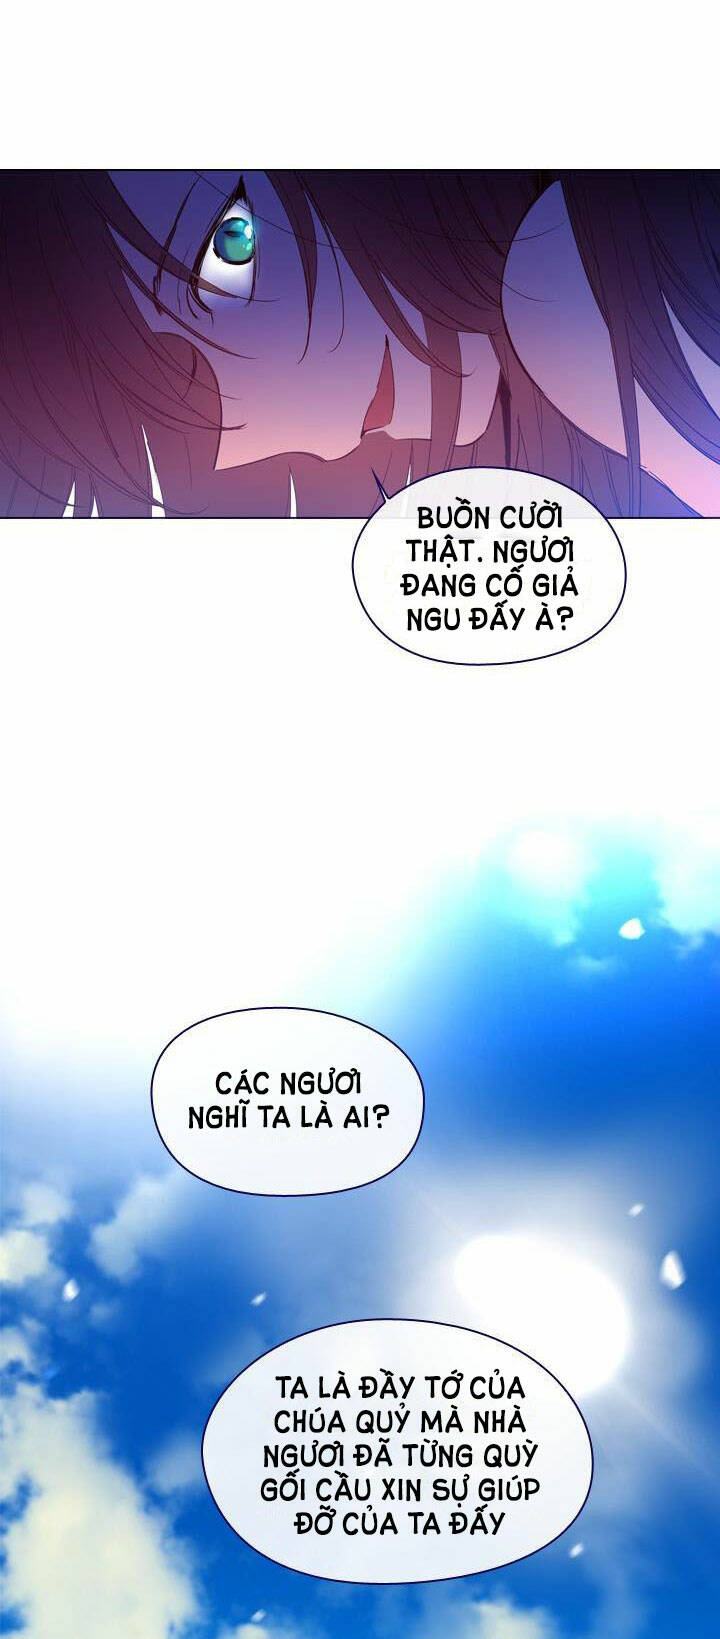 BUỒN CƯỜI
THẬT. NGƯƠI
ĐANG CỐ GIẢ
NGU ĐẤY À?
CÁC NGƯƠI
NGHĨ TA LÀ AI?
TA LÀ ĐẦY TỚ CỦA
CHÚA QUỶ MÀ NHÀ
NGƯƠI ĐÃ TỪNG QUỲ
GỐI CẦU XIN SỰ GIÚP
ĐỠ CỦA TA ĐẤY